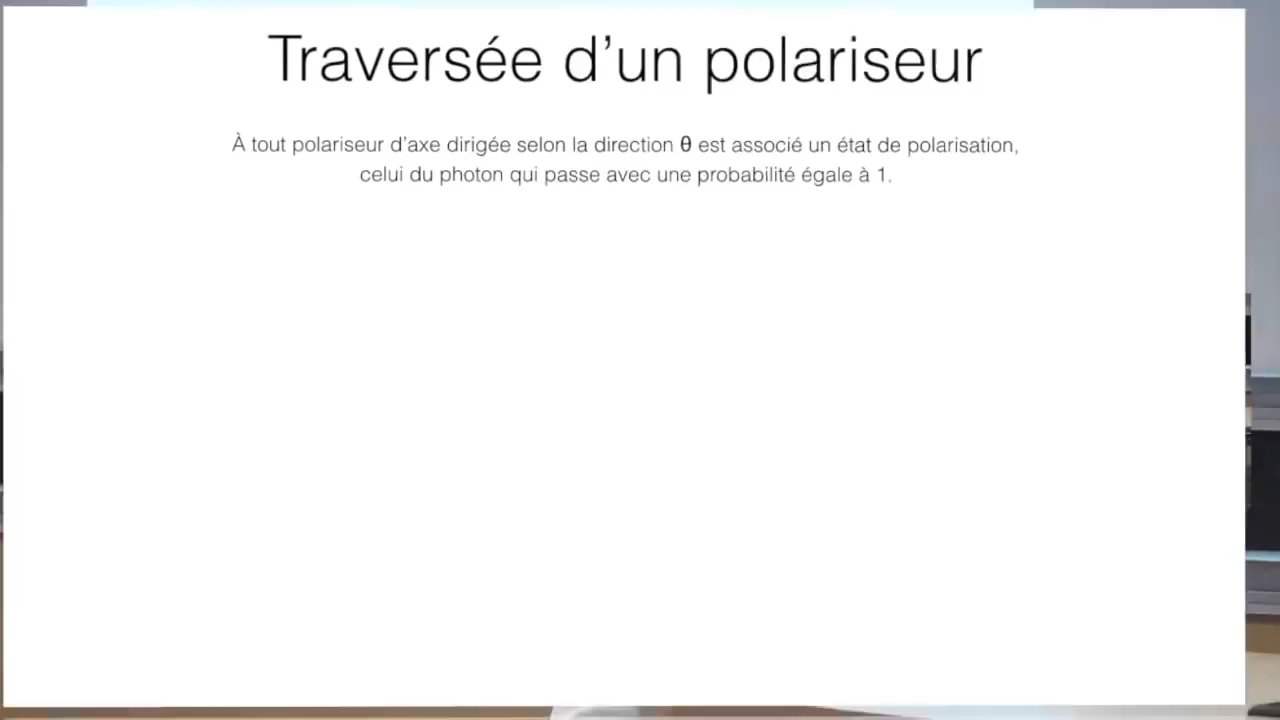 Traversée d'un polariseur
À tout polariseur d'axe dirigée selon la direction θ est associé un état de polarisation,
celui du photon qui passe avec une probabilité égale à 1.